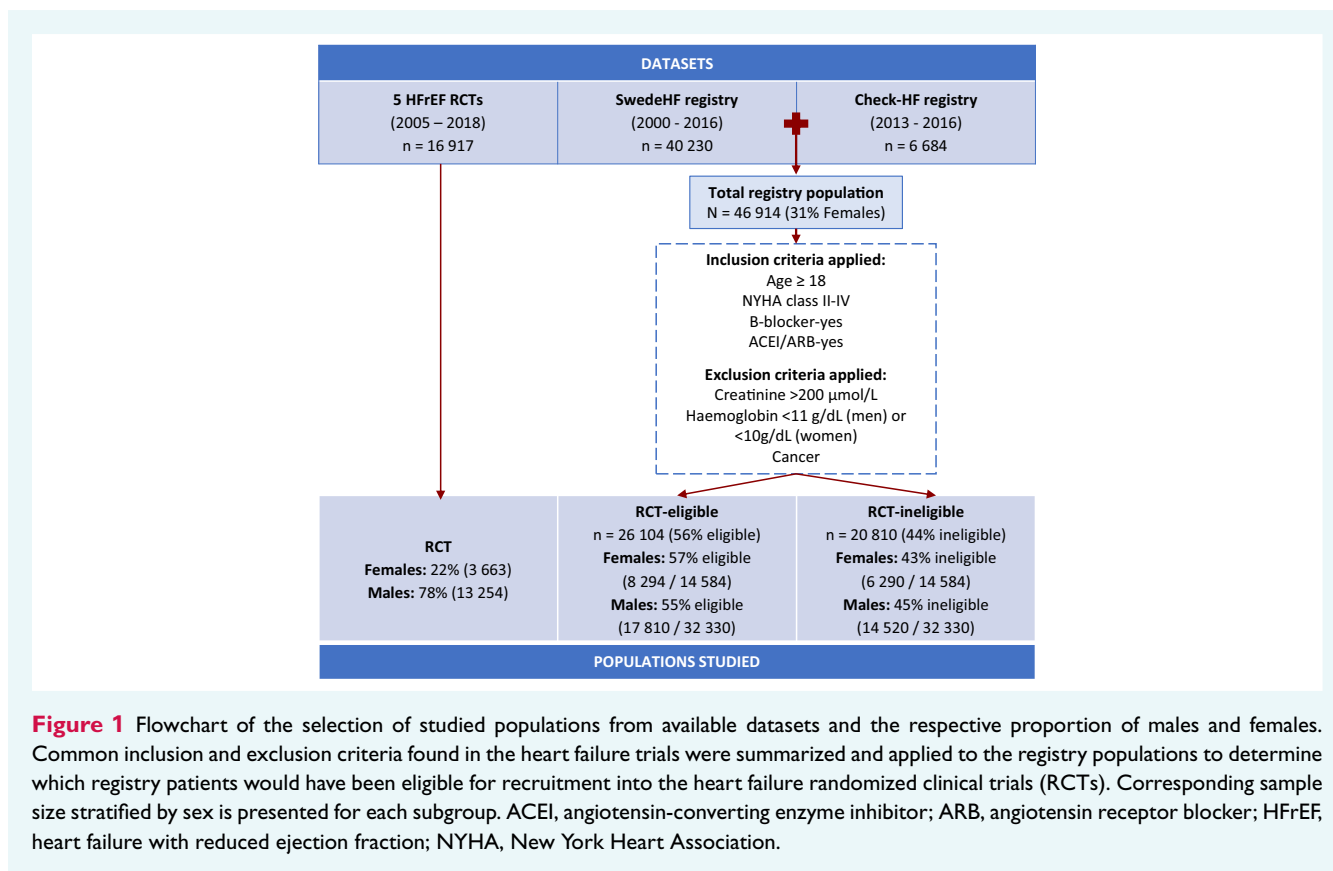 DATASETS
5 HFrEF RCTs
(2005 – 2018)
n = 16 917
SwedeHF registry
(2000 - 2016)
n = 40 230
Check-HF registry
(2013 - 2016)
n = 6 684
Total registry population
N = 46 914 (31% Females)
Inclusion criteria applied:
Age ≥ 18
NYHA class II-IV
B-blocker-yes
ACEI/ARB-yes
Exclusion criteria applied:
Creatinine >200 µmol/L
Haemoglobin <11 g/dL (men) or
<10g/dL (women)
Cancer
RCT
Females: 22% (3 663)
Males: 78% (13 254)
RCT-eligible
n = 26 104 (56% eligible)
Females: 57% eligible
(8 294 / 14 584)
Males: 55% eligible
(17 810 / 32 330)
RCT-ineligible
n = 20 810 (44% ineligible)
Females: 43% ineligible
(6 290 / 14 584)
Males: 45% ineligible
(14 520 / 32 330)
POPULATIONS STUDIED
Figure 1 Flowchart of the selection of studied populations from available datasets and the respective proportion of males and females.
Common inclusion and exclusion criteria found in the heart failure trials were summarized and applied to the registry populations to determine
which registry patients would have been eligible for recruitment into the heart failure randomized clinical trials (RCTs). Corresponding sample
size stratified by sex is presented for each subgroup. ACEI, angiotensin-converting enzyme inhibitor; ARB, angiotensin receptor blocker; HFrEF,
heart failure with reduced ejection fraction; NYHA, New York Heart Association.